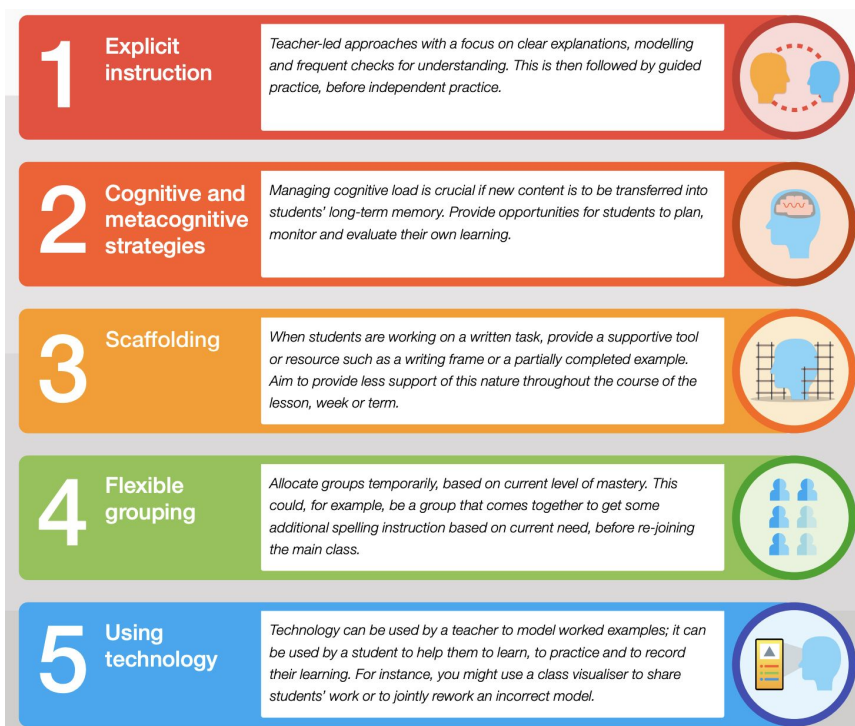 1
Explicit
instruction
Teacher-led approaches with a focus on clear explanations, modelling
and frequent checks for understanding. This is then followed by guided
practice, before independent practice.
2
Cognitive and
metacognitive
strategies
Managing cognitive load is crucial if new content is to be transferred into
students’ long-term memory. Provide opportunities for students to plan,
monitor and evaluate their own learning.
3
Scaffolding
When students are working on a written task, provide a supportive tool
or resource such as a writing frame or a partially completed example.
Aim to provide less support of this nature throughout the course of the
lesson, week or term.
4
Flexible
grouping
Allocate groups temporarily, based on current level of mastery. This
could, for example, be a group that comes together to get some
additional spelling instruction based on current need, before re-joining
the main class.
5
Using
technology
Technology can be used by a teacher to model worked examples; it can
be used by a student to help them to learn, to practice and to record
their learning. For instance, you might use a class visualiser to share
students’ work or to jointly rework an incorrect model.